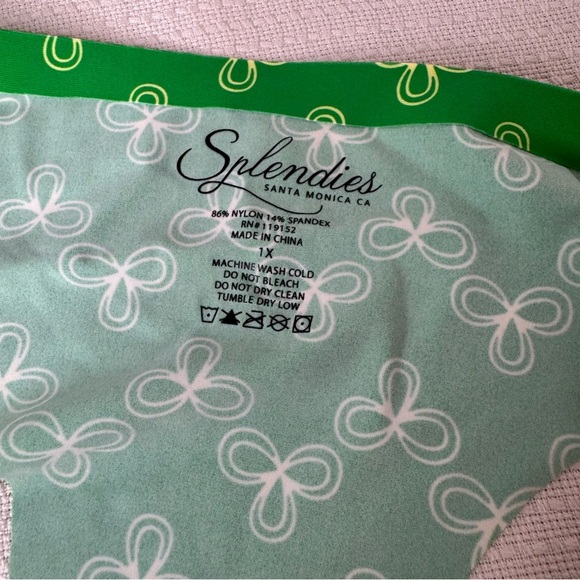 Splendies
SANTA MONICA CA
86% NYLON 14% SPANDEX
RN# 119152
MADE IN CHINA
1X
MACHINE WASH COLD
DO NOT BLEACH
DO NOT DRY CLEAN
TUMBLE DRY LOW